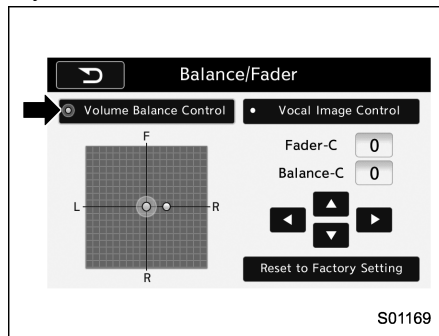 Balance/Fader
Volume Balance Control
Vocal Image Control
F
L
R
R
Fader-C 0
Balance-C 0
Reset to Factory Setting
S01169